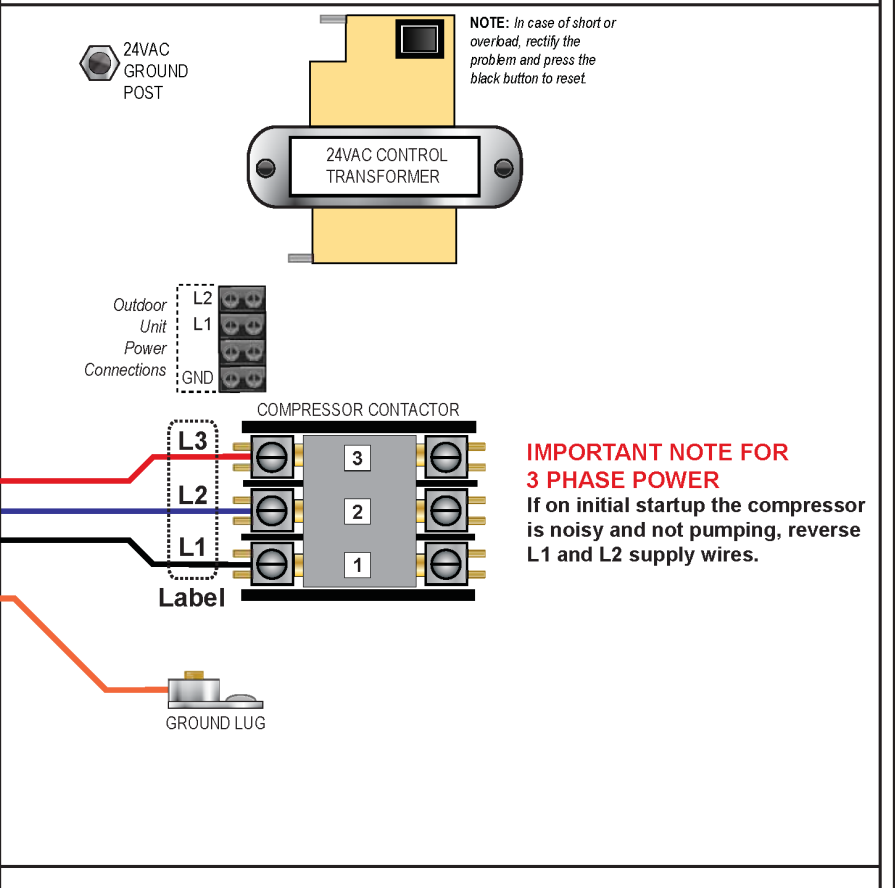 24VAC
GROUND
POST
NOTE: In case of short or
overload, rectify the
problem and press the
black button to reset.
24VAC CONTROL
TRANSFORMER
Outdoor
Unit
Power
Connections
L2
L1
GND
COMPRESSOR CONTACTOR
L3
L2
L1
Label
3
2
1
IMPORTANT NOTE FOR
3 PHASE POWER
If on initial startup the compressor
is noisy and not pumping, reverse
L1 and L2 supply wires.
GROUND LUG